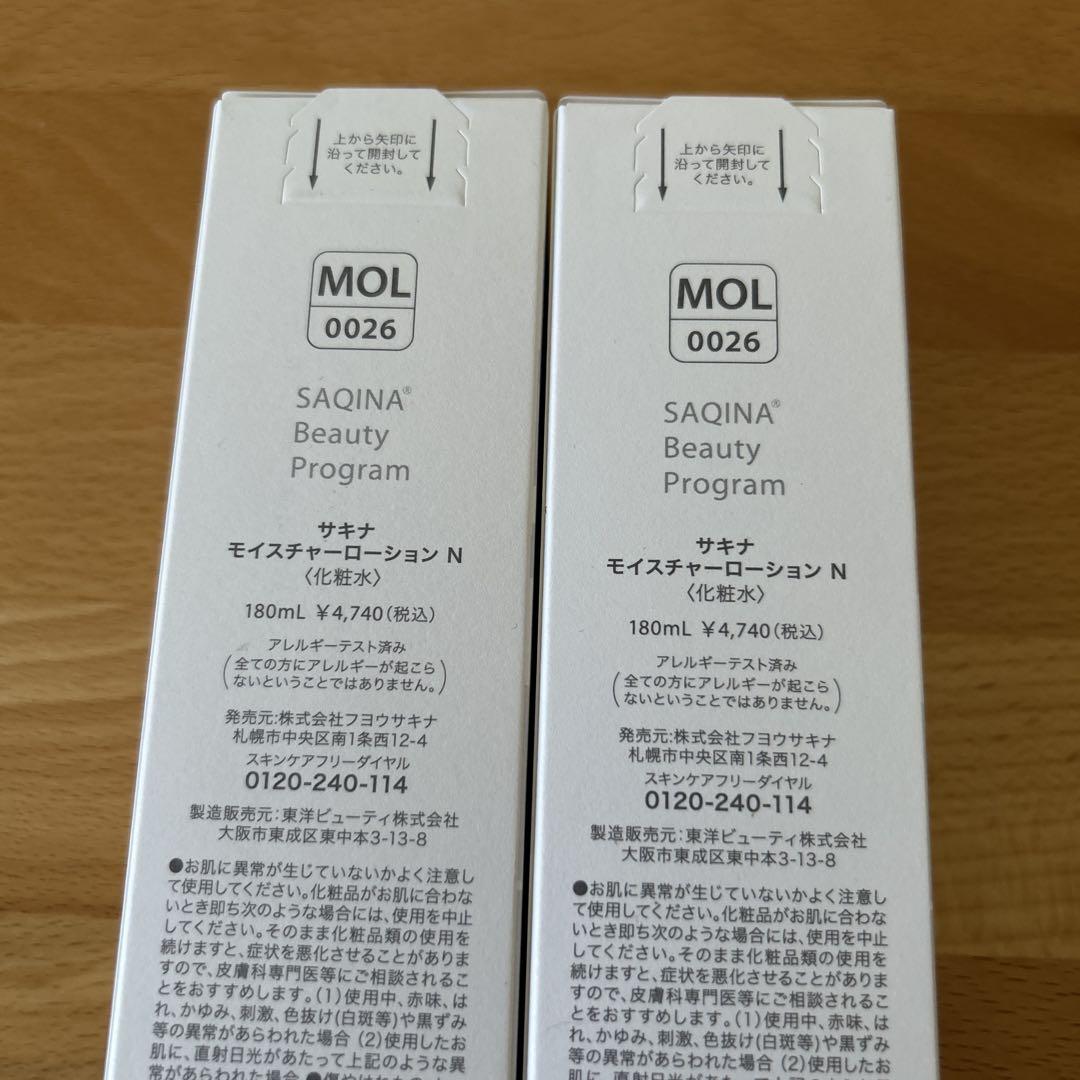 上から矢印に
沿って開封して
ください。
MOL
0026
SAQINA®
Beauty
Program
サキナ
モイスチャーローション N
〈化粧水〉
180mL ¥4,740(税込)
アレルギーテスト済み
(全ての方にアレルギーが起こら
ないということではありません。)
発売元:株式会社フヨウサキナ
札幌市中央区南1条西12-4
スキンケアフリーダイヤル
0120-240-114
製造販売元:東洋ビューティ株式会社
大阪市東成区東中本3-13-8
●お肌に異常が生じていないかよく注意し
て使用してください。化粧品がお肌に合わな
いとき即ち次のような場合には、使用を中止
してください。そのまま化粧品類の使用を
続けますと、症状を悪化させることがありま
すので、皮膚科専門医等にご相談されるこ
とをおすすめします。(1)使用中、赤味、は
れ、かゆみ、刺激、色抜け(白斑等)や黒ずみ
等の異常があらわれた場合 (2)使用したお
肌に、直射日光があたって上記のような異
常があらわれた場合
上から矢印に
沿って開封して
ください。
MOL
0026
SAQINA®
Beauty
Program
サキナ
モイスチャーローション N
〈化粧水〉
180mL ¥4,740(税込)
アレルギーテスト済み
(全ての方にアレルギーが起こら
ないということではありません。)
発売元:株式会社フヨウサキナ
札幌市中央区南1条西12-4
スキンケアフリーダイヤル
0120-240-114
製造販売元:東洋ビューティ株式会社
大阪市東成区東中本3-13-8
●お肌に異常が生じていないかよく注意し
て使用してください。化粧品がお肌に合わな
いとき即ち次のような場合には、使用を中止
してください。そのまま化粧品類の使用を
続けますと、症状を悪化させることがありま
すので、皮膚科専門医等にご相談されるこ
とをおすすめします。(1)使用中、赤味、は
れ、かゆみ、刺激、色抜け(白斑等)や黒ずみ
等の異常があらわれた場合 (2)使用したお
肌に、直射日光があたって上記のような異